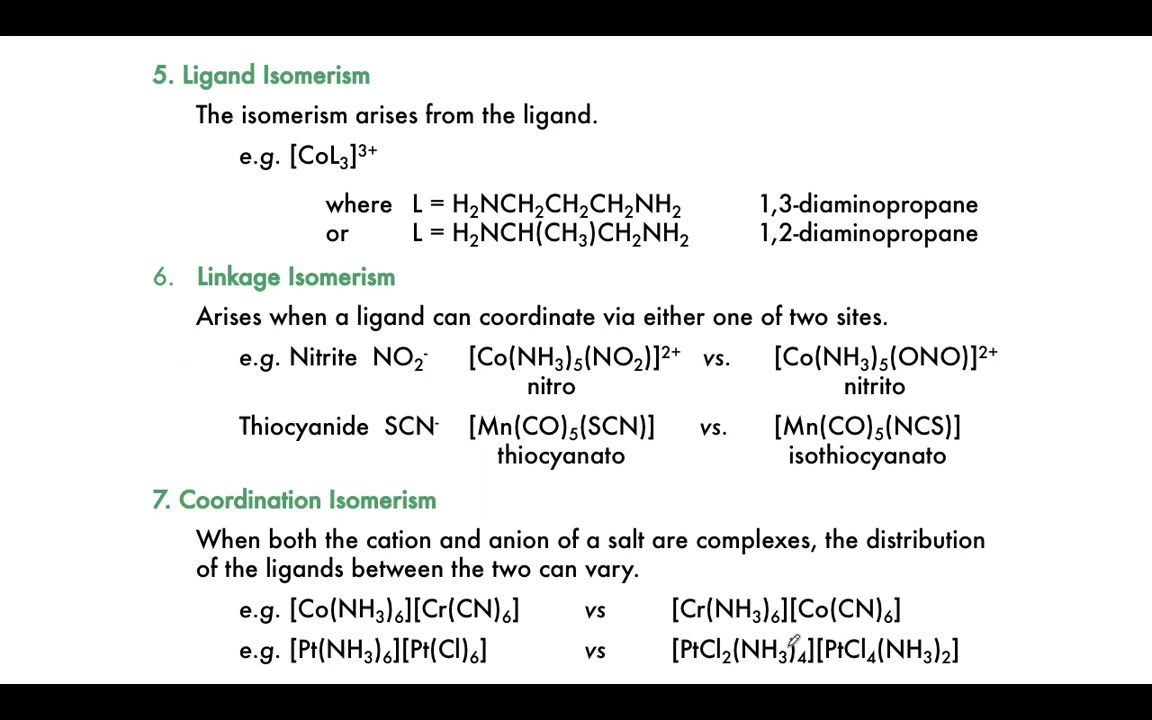 5. Ligand Isomerism
The isomerism arises from the ligand.
e.g. [CoL₃]³⁺
where L = H₂NCH₂CH₂CH₂NH₂ 1,3-diaminopropane
or L = H₂NCH(CH₃)CH₂NH₂ 1,2-diaminopropane
6. Linkage Isomerism
Arises when a ligand can coordinate via either one of two sites.
e.g. Nitrite NO₂⁻ [Co(NH₃)₅(NO₂)]²⁺ vs. [Co(NH₃)₅(ONO)]²⁺
nitro nitrito
Thiocyanide SCN⁻ [Mn(CO)₅(SCN)] vs. [Mn(CO)₅(NCS)]
thiocyanato isothiocyanato
7. Coordination Isomerism
When both the cation and anion of a salt are complexes, the distribution
of the ligands between the two can vary.
e.g. [Co(NH₃)₆][Cr(CN)₆] vs [Cr(NH₃)₆][Co(CN)₆]
e.g. [Pt(NH₃)₆][Pt(Cl)₆] vs [PtCl₂(NH₃)₄][PtCl₄(NH₃)₂]